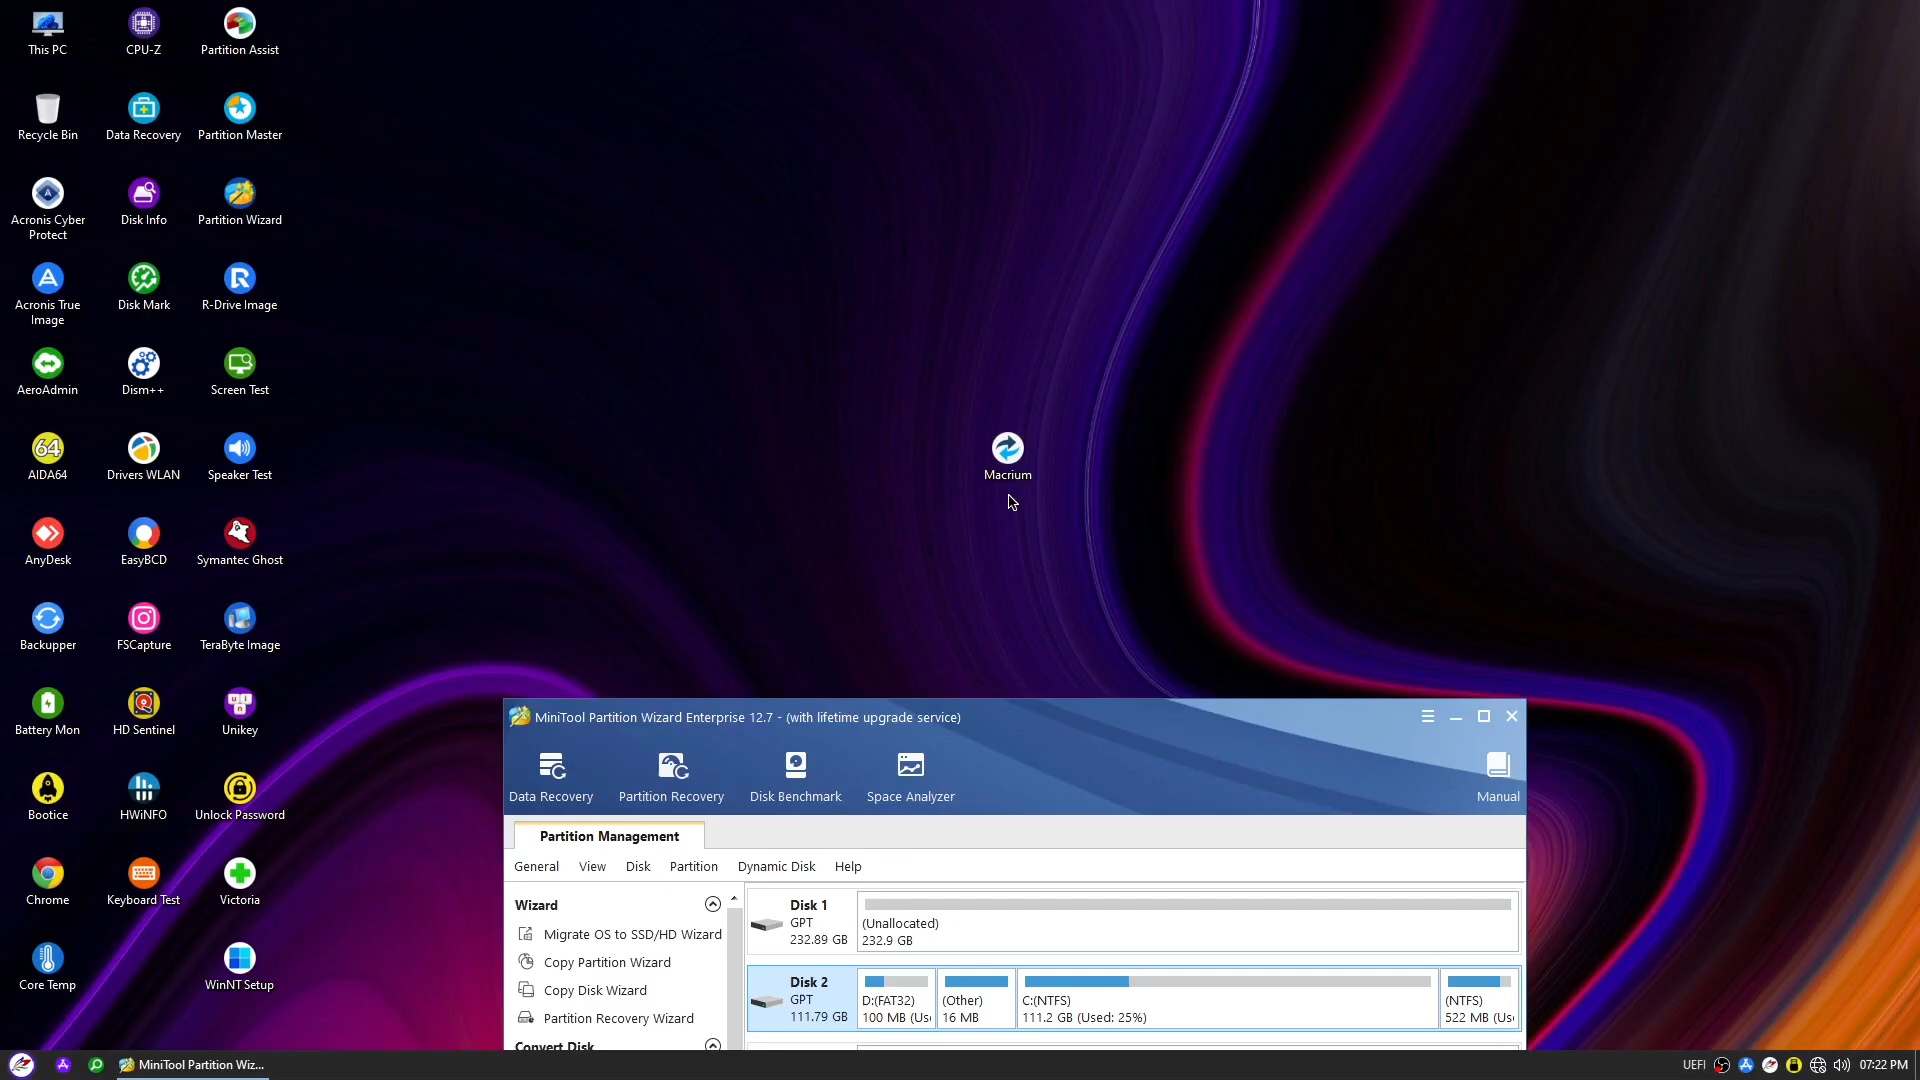 This PC
CPU-Z
Partition Assist
Recycle Bin
Data Recovery
Partition Master
Acronis Cyber
Protect
Disk Info
Partition Wizard
Acronis True
Image
Disk Mark
R-Drive Image
AeroAdmin
Dism++
Screen Test
64
AIDA64
Drivers WLAN
Speaker Test
Macrium
AnyDesk
EasyBCD
Symantec Ghost
Backupper
FSCapture
TeraByte Image
Battery Mon
HD Sentinel
Unikey
Bootice
HWiNFO
Unlock Password
Chrome
Keyboard Test
Victoria
Core Temp
WinNT Setup
MiniTool Partition Wizard Enterprise 12.7 - (with lifetime upgrade service)
Data Recovery
Partition Recovery
Disk Benchmark
Space Analyzer
Manual
Partition Management
General View Disk Partition Dynamic Disk Help
Wizard
Migrate OS to SSD/HD Wizard
Copy Partition Wizard
Copy Disk Wizard
Partition Recovery Wizard
Convert Disk
Disk 1
GPT
232.89 GB
(Unallocated)
232.9 GB
Disk 2
GPT
111.79 GB
D:(FAT32)
100 MB (Us
(Other)
16 MB
C:(NTFS)
111.2 GB (Used: 25%)
(NTFS)
522 MB (Us
MiniTool Partition Wiz...
UEFI
07:22 PM